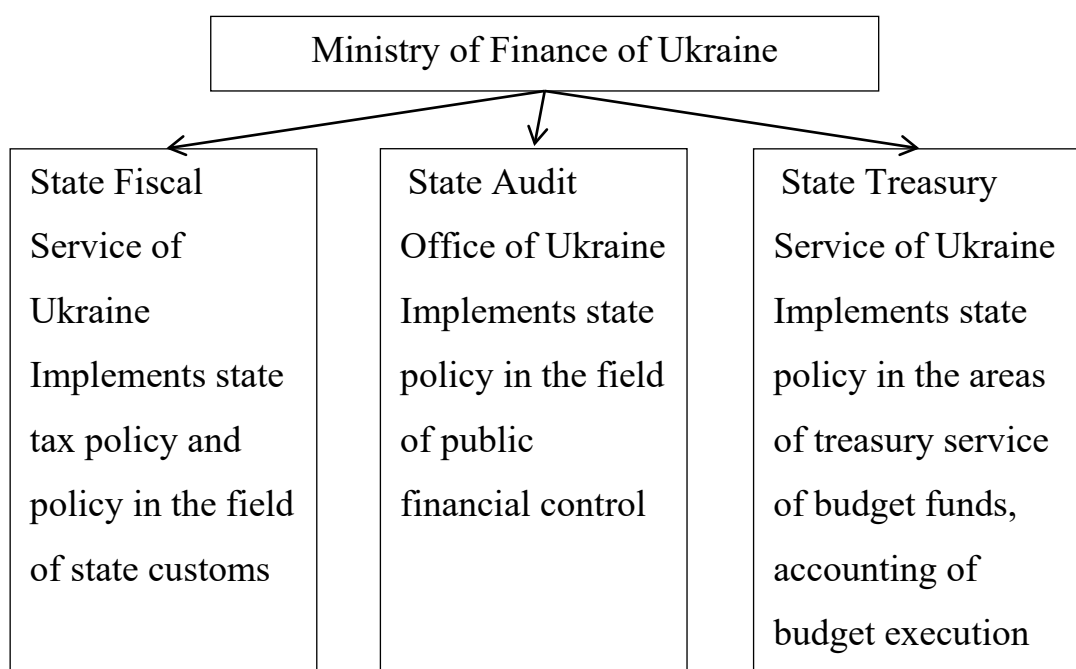 Ministry of Finance of Ukraine
State Fiscal
Service of
Ukraine
Implements state
tax policy and
policy in the field
of state customs
State Audit
Office of Ukraine
Implements state
policy in the field
of public
financial control
State Treasury
Service of Ukraine
Implements state
policy in the areas
of treasury service
of budget funds,
accounting of
budget execution